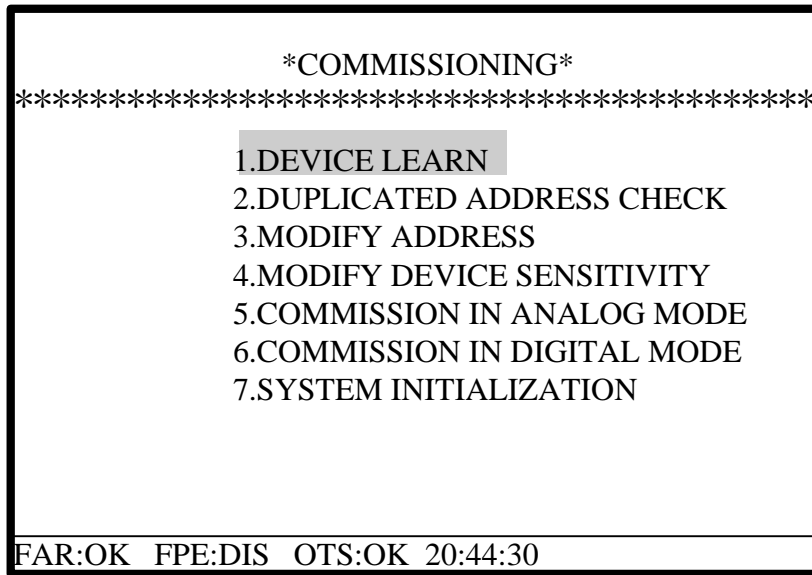 *COMMISSIONING*
*******************************************
1.DEVICE LEARN
2.DUPLICATED ADDRESS CHECK
3.MODIFY ADDRESS
4.MODIFY DEVICE SENSITIVITY
5.COMMISSION IN ANALOG MODE
6.COMMISSION IN DIGITAL MODE
7.SYSTEM INITIALIZATION
FAR:OK FPE:DIS OTS:OK 20:44:30